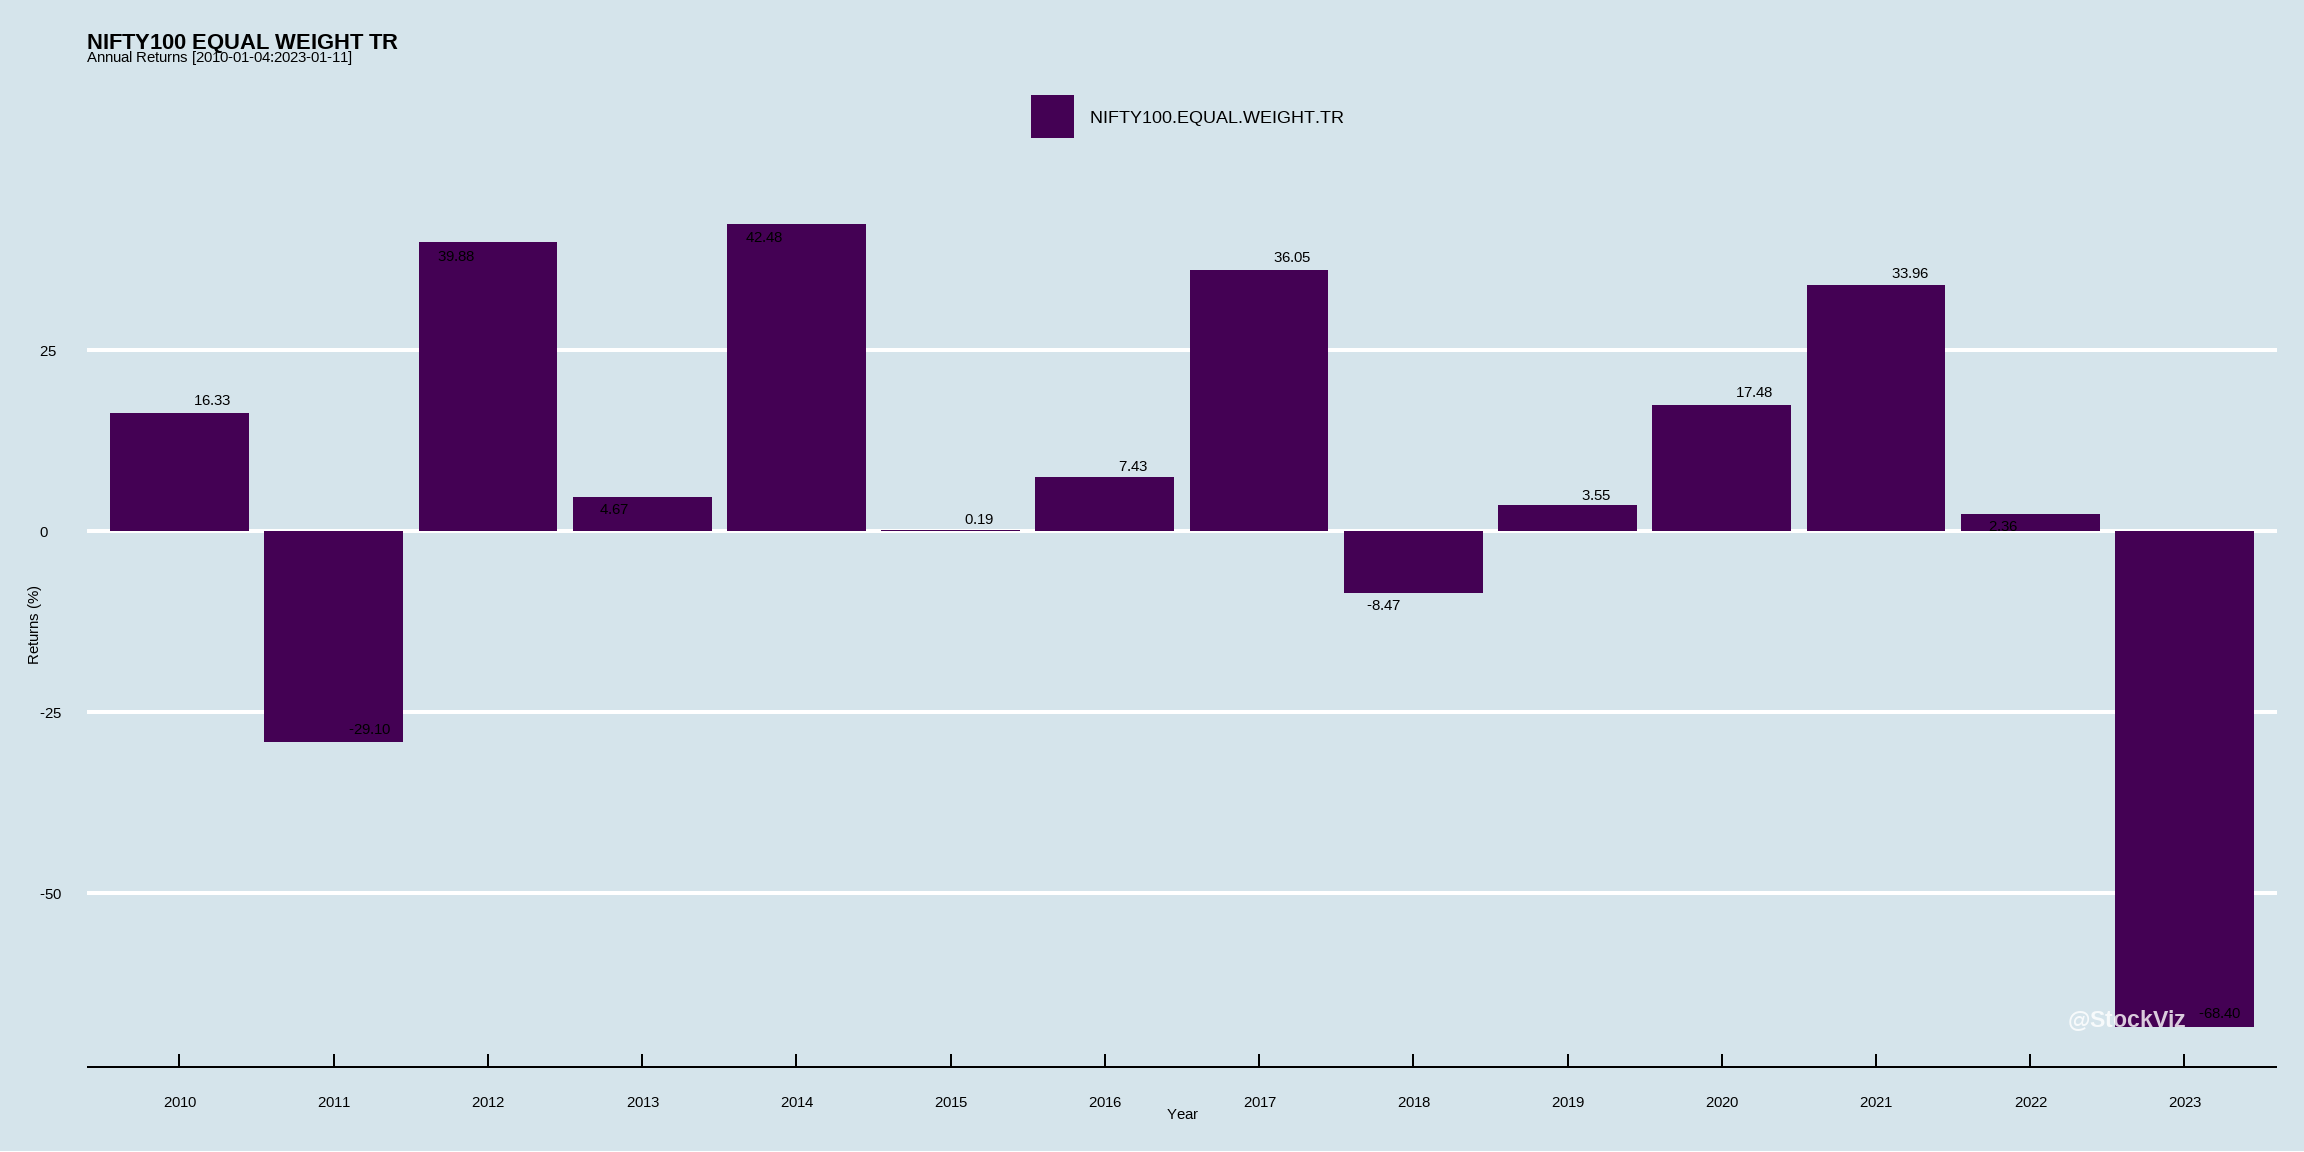 NIFTY100 EQUAL WEIGHT TR
Annual Returns [2010-01-04:2023-01-11]
NIFTY100.EQUAL.WEIGHT.TR
42.48
39.88
36.05
33.96
25
16.33
17.48
7.43
4.67
3.55
0.19
2.36
0
-8.47
Returns (%)
-25
-29.10
-50
@StockViz
-68.40
2010 2011 2012 2013 2014 2015 2016 2017 2018 2019 2020 2021 2022 2023
Year